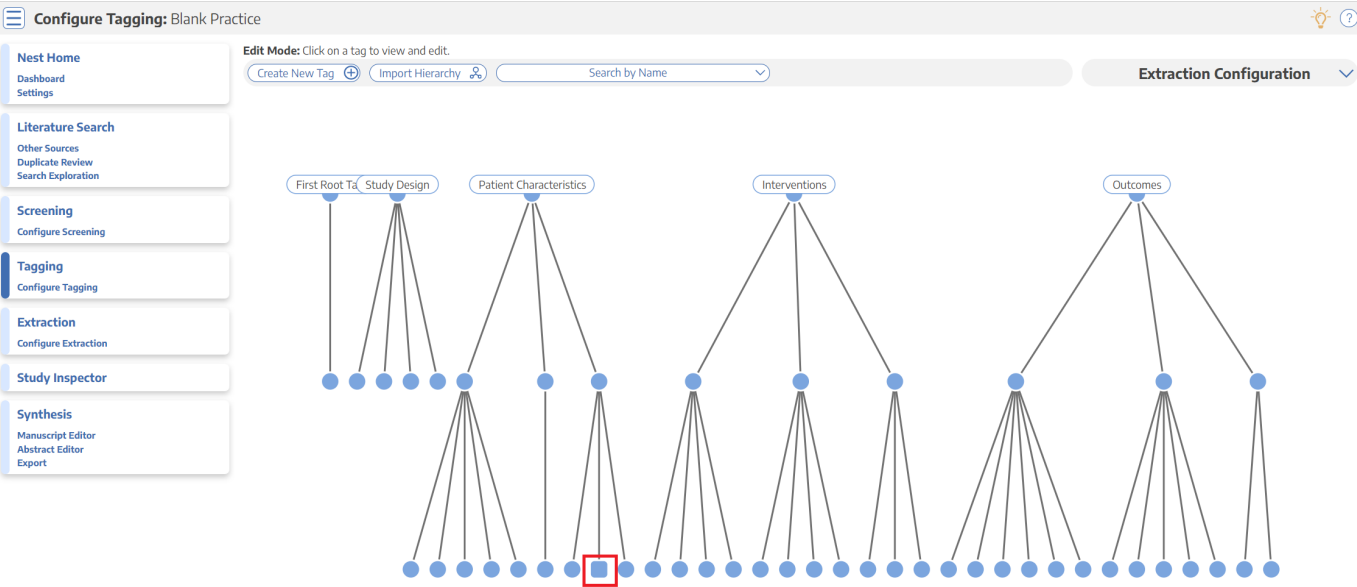 Configure Tagging: Blank Practice
?
Nest Home
Dashboard
Settings
Literature Search
Other Sources
Duplicate Review
Search Exploration
Screening
Configure Screening
Tagging
Configure Tagging
Extraction
Configure Extraction
Study Inspector
Synthesis
Manuscript Editor
Abstract Editor
Export
Edit Mode: Click on a tag to view and edit.
Create New Tag
Import Hierarchy
Search by Name
Extraction Configuration
First Root Ta
Study Design
Patient Characteristics
Interventions
Outcomes